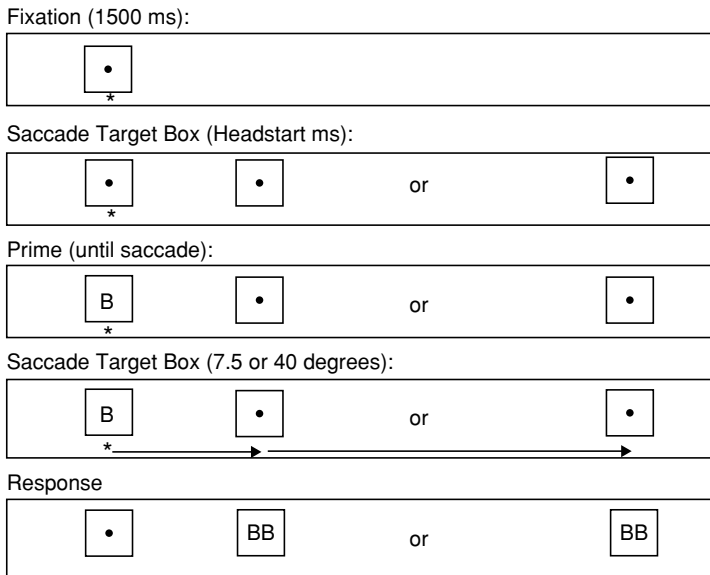 Fixation (1500 ms):
*
Saccade Target Box (Headstart ms):
or
*
Prime (until saccade):
B or
*
Saccade Target Box (7.5 or 40 degrees):
B or
*
Response
BB or BB